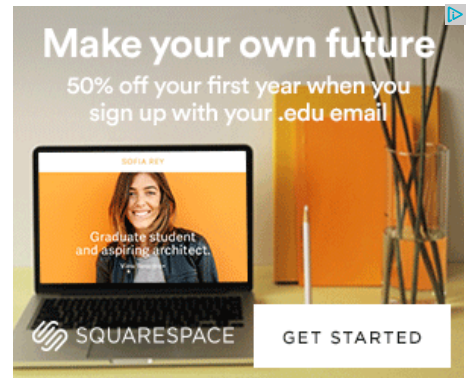 Make your own future
50% off your first year when you
sign up with your .edu email
SOFIA REY
Graduate student
and aspiring architect.
View
SQUARESPACE
GET STARTED